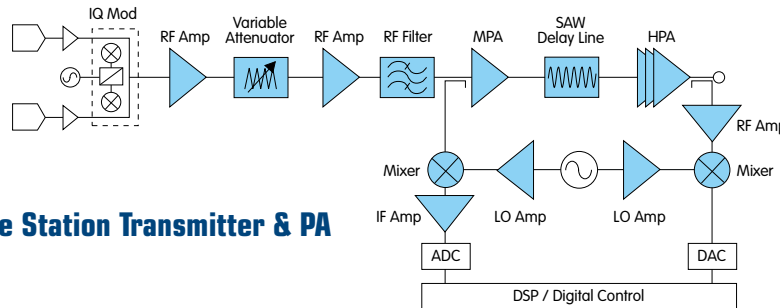 IQ Mod
RF Amp
Variable
Attenuator
RF Amp
RF Filter
MPA
SAW
Delay Line
HPA
RF Amp
Mixer
Mixer
IF Amp
LO Amp
LO Amp
e Station Transmitter & PA
ADC
DAC
DSP / Digital Control